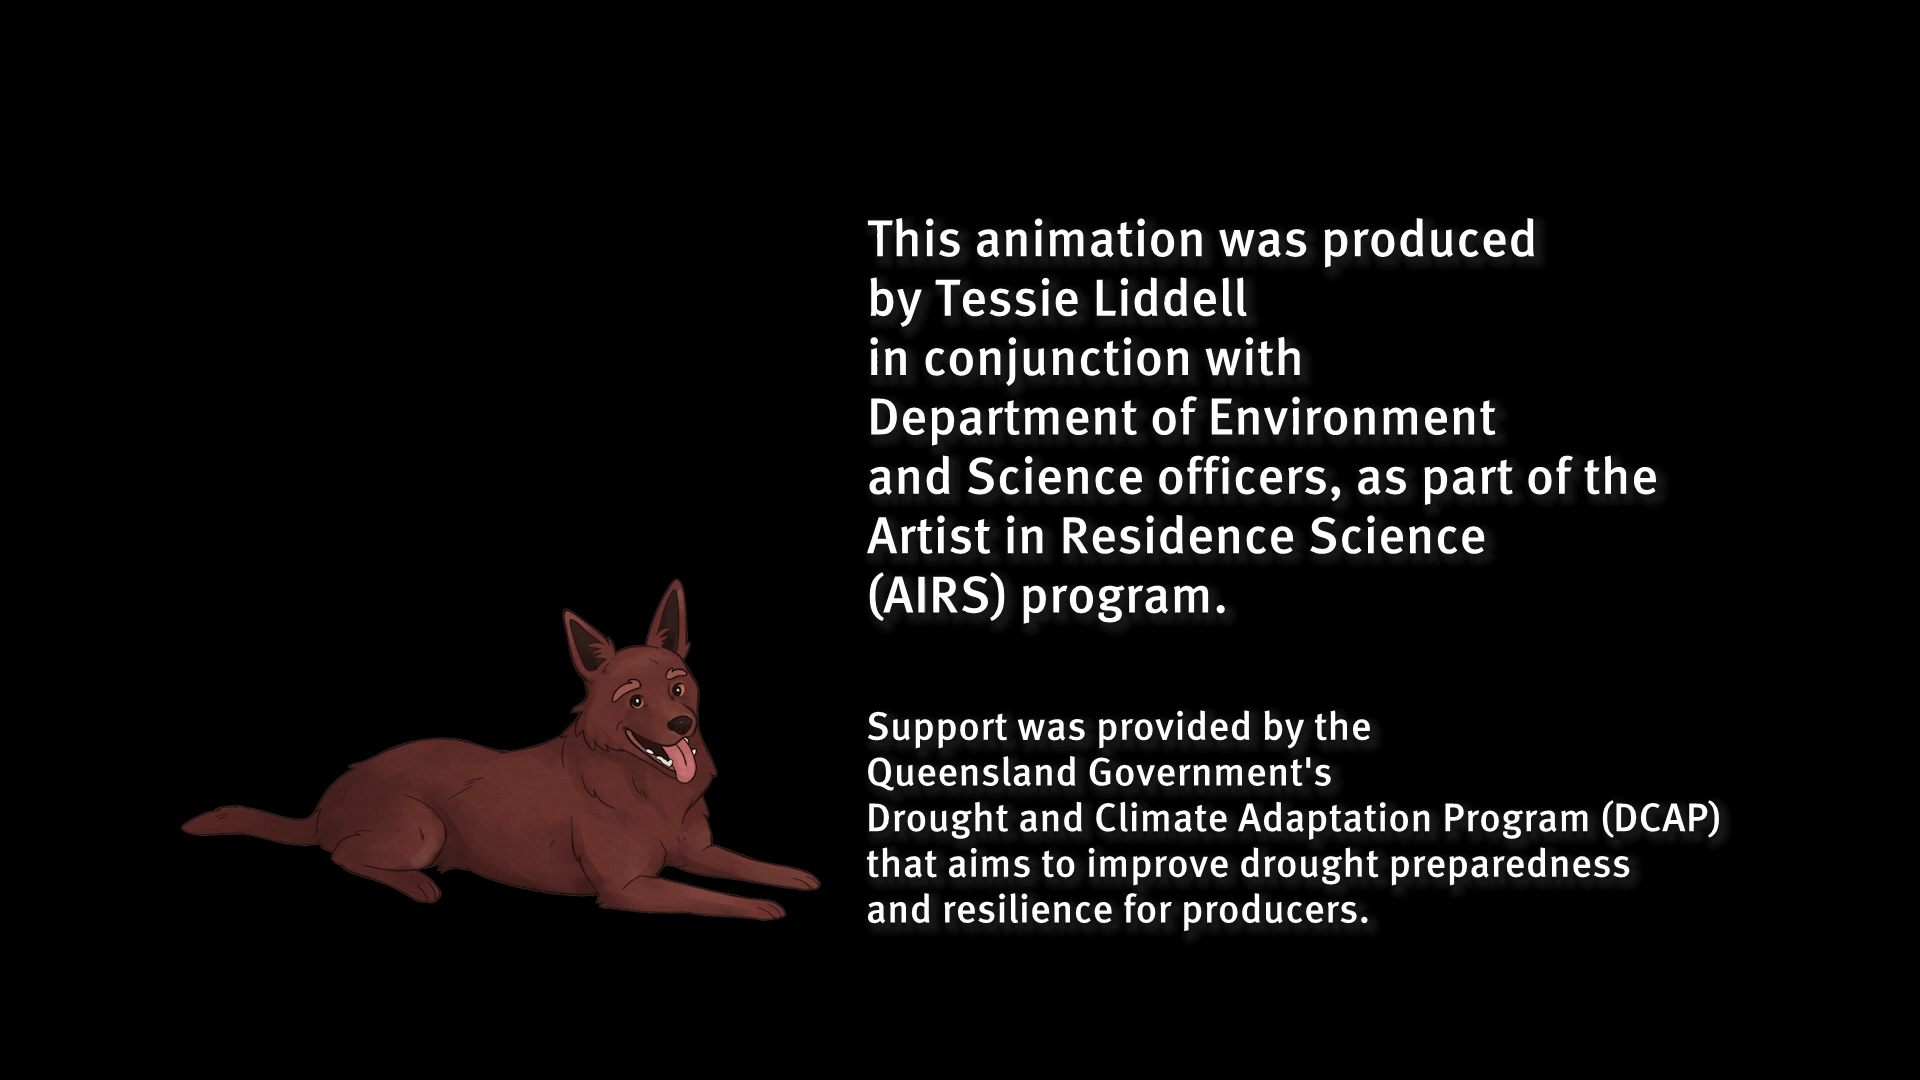 This animation was produced
by Tessie Liddell
in conjunction with
Department of Environment
and Science officers, as part of the
Artist in Residence Science
(AIRS) program.
Support was provided by the
Queensland Government's
Drought and Climate Adaptation Program (DCAP)
that aims to improve drought preparedness
and resilience for producers.